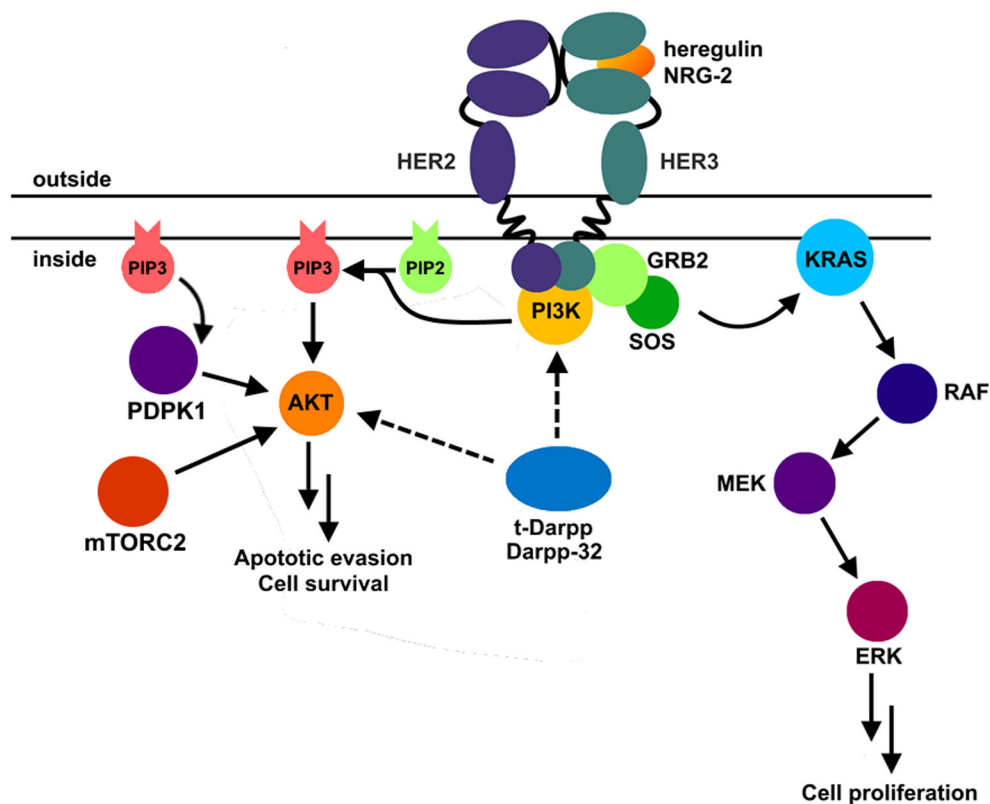 heregulin
NRG-2
HER2
HER3
outside
inside
PIP3
PIP3
PIP2
GRB2
KRAS
PI3K
SOS
PDPK1
AKT
RAF
MEK
mTORC2
t-Darpp
Darpp-32
Apototic evasion
Cell survival
ERK
Cell proliferation